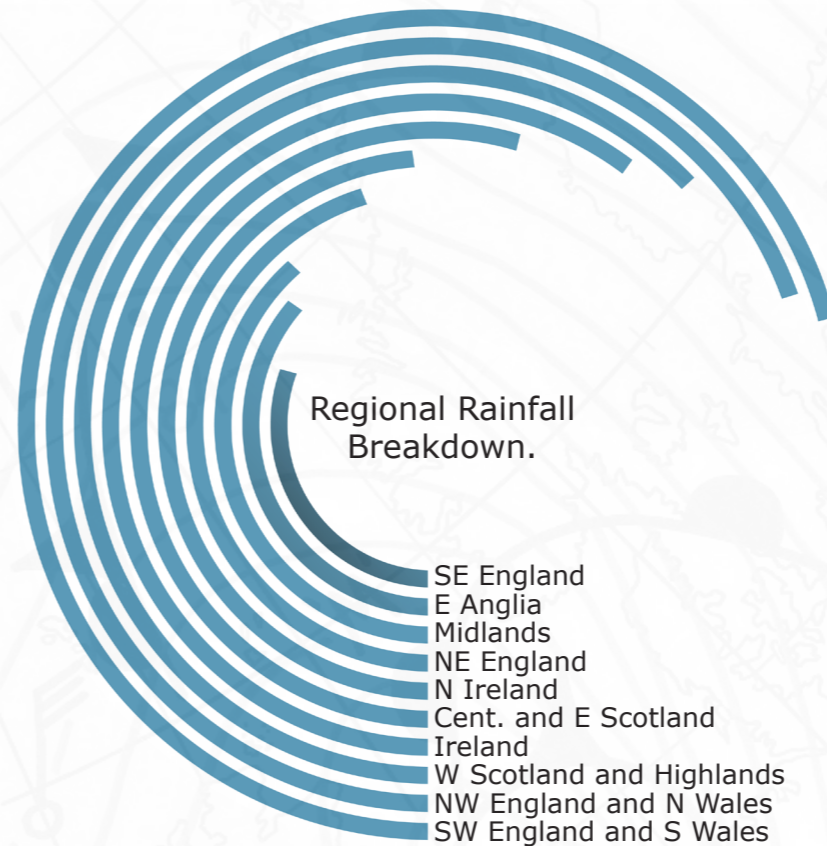 Regional Rainfall
Breakdown.
SE England
E Anglia
Midlands
NE England
N Ireland
Cent. and E Scotland
Ireland
W Scotland and Highlands
NW England and N Wales
SW England and S Wales